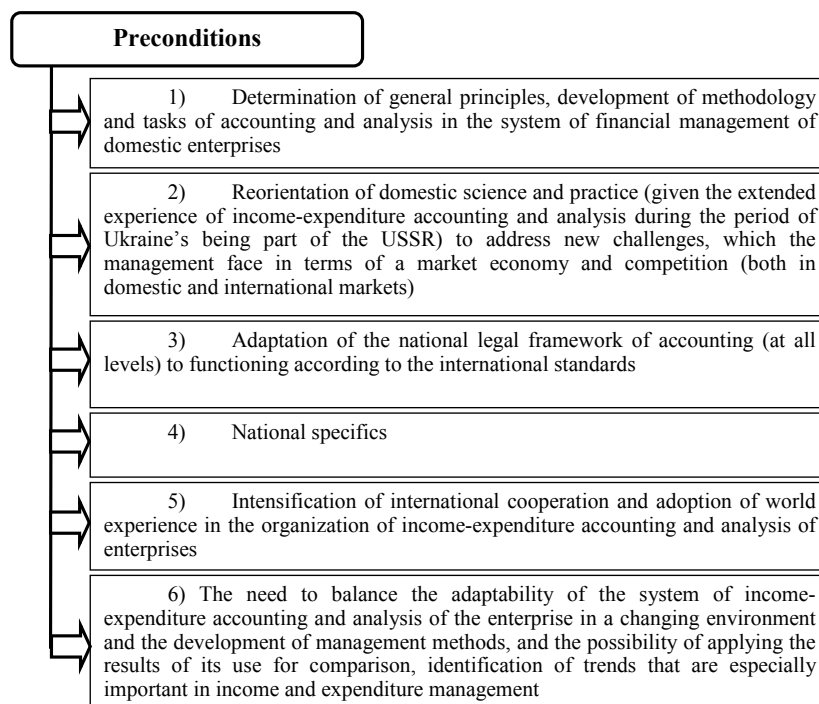 Preconditions
1) Determination of general principles, development of methodology
and tasks of accounting and analysis in the system of financial management of
domestic enterprises
2) Reorientation of domestic science and practice (given the extended
experience of income-expenditure accounting and analysis during the period of
Ukraine's being part of the USSR) to address new challenges, which the
management face in terms of a market economy and competition (both in
domestic and international markets)
3) Adaptation of the national legal framework of accounting (at all
levels) to functioning according to the international standards
4) National specifics
5) Intensification of international cooperation and adoption of world
experience in the organization of income-expenditure accounting and analysis of
enterprises
6) The need to balance the adaptability of the system of income-
expenditure accounting and analysis of the enterprise in a changing environment
and the development of management methods, and the possibility of applying the
results of its use for comparison, identification of trends that are especially
important in income and expenditure management